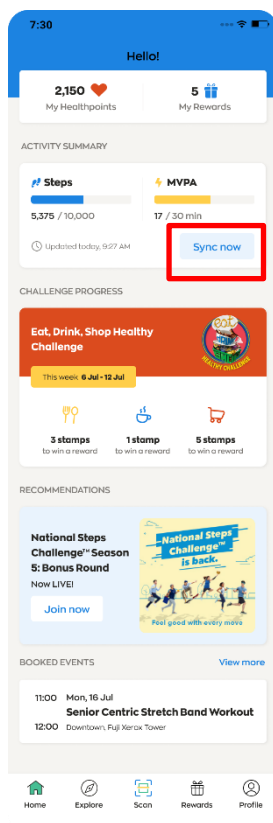 7:30
Hello!
2,150
5
My Healthpoints
My Rewards
ACTIVITY SUMMARY
Steps
MVPA
5,375 / 10,000
17 / 30 min
Updated today, 9:27 AM
Sync now
CHALLENGE PROGRESS
Eat, Drink, Shop Healthy
Challenge
eat
HEALTHY CHALLENGE
This week 6 Jul - 12 Jul
3 stamps
1 stamp
5 stamps
to win a reward
to win a reward
to win a reward
RECOMMENDATIONS
National Steps
Challenge™ Season
5: Bonus Round
Now LIVE!
Join now
National Steps
Challenge™
is back.
Feel good with every move
BOOKED EVENTS
View more
11:00
Mon, 16 Jul
Senior Centric Stretch Band Workout
12:00
Downtown, Fuji Xerox Tower
Home
Explore
Scan
Rewards
Profile